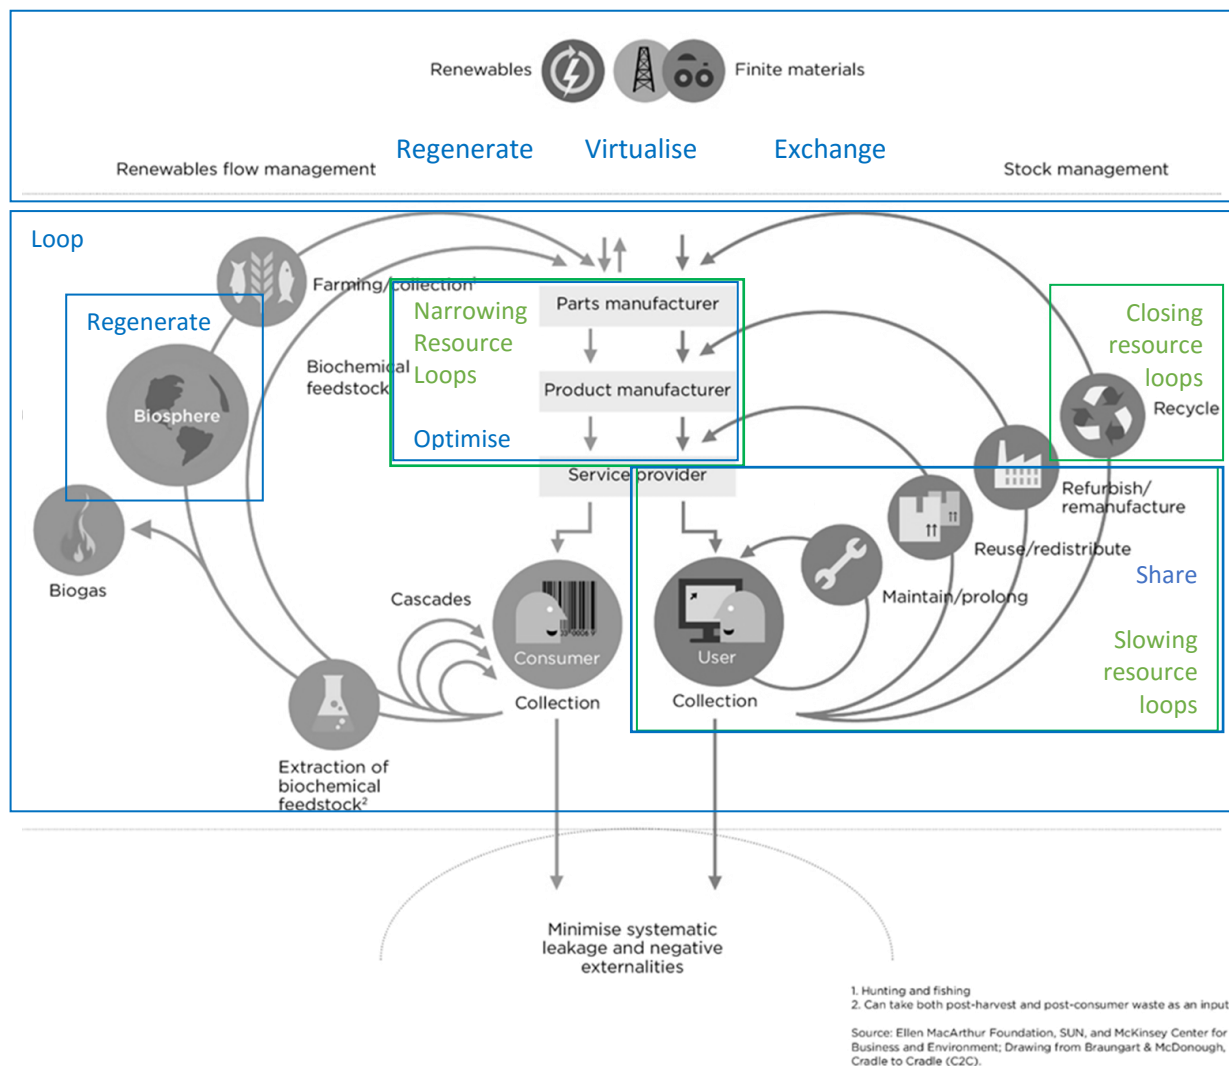 Renewables
Finite materials
Regenerate
Virtualise
Exchange
Renewables flow management
Stock management
Loop
Farming/collection¹
Regenerate
Biosphere
Biogas
Biochemical
feedstock
Narrowing
Resource
Loops
Optimise
Parts manufacturer
Product manufacturer
Service provider
Closing
resource
loops
Recycle
Refurbish/
remanufacture
Reuse/redistribute
Maintain/prolong
Share
Slowing
resource
loops
Cascades
Consumer
Collection
User
Collection
Extraction of
biochemical
feedstock²
Minimise systematic
leakage and negative
externalities
1. Hunting and fishing
2. Can take both post-harvest and post-consumer waste as an input
Source: Ellen MacArthur Foundation, SUN, and McKinsey Center for
Business and Environment; Drawing from Braungart & McDonough,
Cradle to Cradle (C2C).